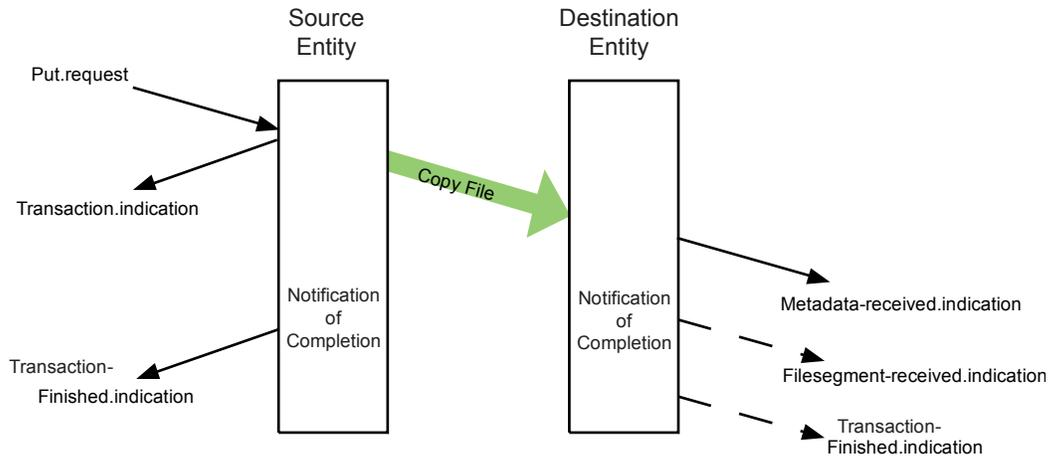 Source
Entity
Destination
Entity
Put.request
Transaction.indication
Copy File
Notification
of
Completion
Transaction-
Finished.indication
Notification
of
Completion
Metadata-received.indication
Filesegment-received.indication
Transaction-
Finished.indication